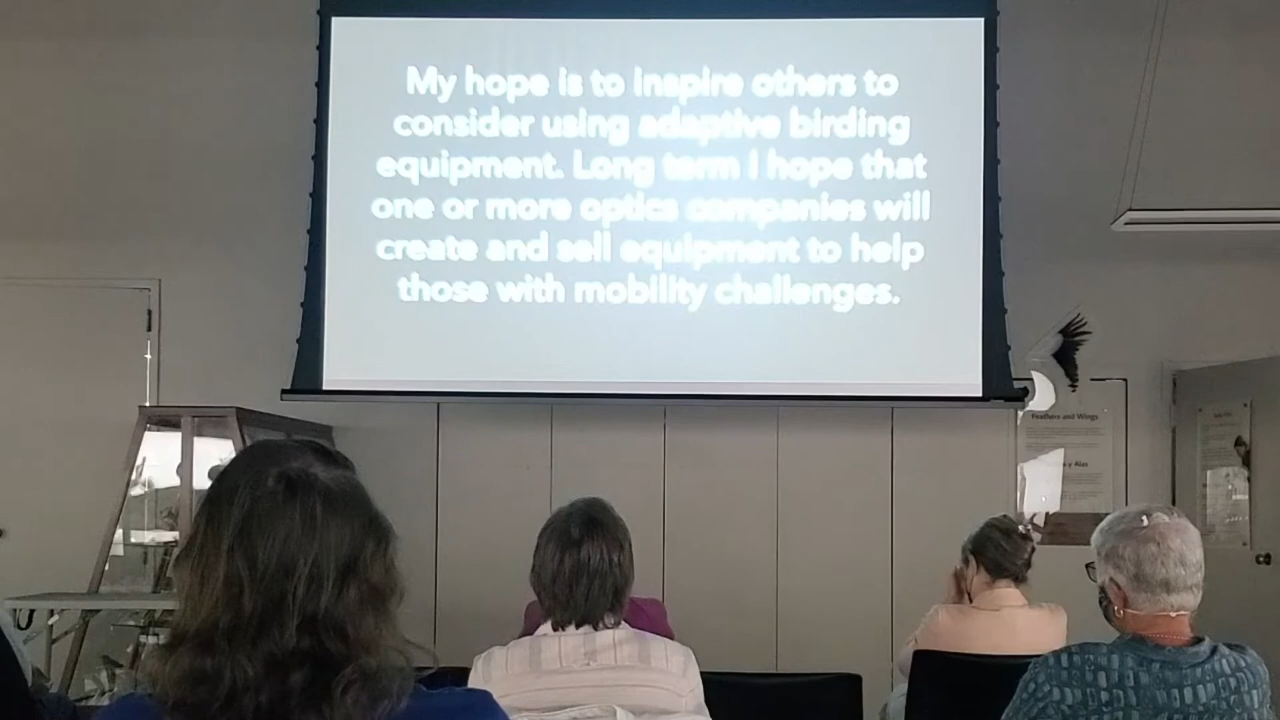 My hope is to inspire others to
consider using adaptive birding
equipment. Long term I hope that
one or more optics companies will
create and sell equipment to help
those with mobility challenges.
Feathers and Wings
y Alas